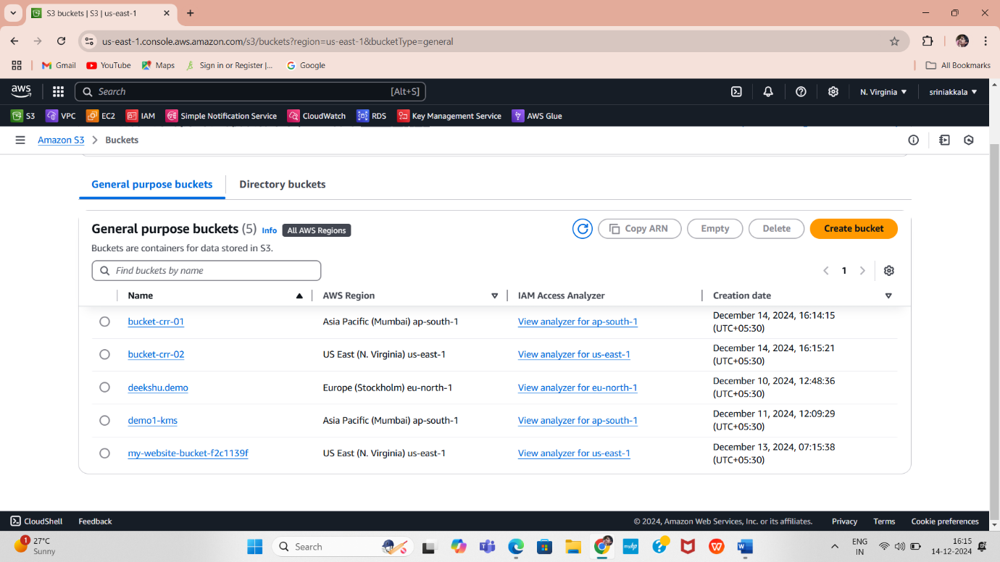 S3 buckets | S3 | us-east-1
us-east-1.console.aws.amazon.com/s3/buckets?region=us-east-1&bucketType=general
Gmail YouTube Maps Sign in or Register |... Google All Bookmarks
aws Search [Alt+S] N. Virginia sriniakkala
S3 VPC EC2 IAM Simple Notification Service CloudWatch RDS Key Management Service AWS Glue
Amazon S3 Buckets
General purpose buckets Directory buckets
General purpose buckets (5) Info All AWS Regions Copy ARN Empty Delete Create bucket
Buckets are containers for data stored in S3.
Find buckets by name 1
Name AWS Region IAM Access Analyzer Creation date
bucket-crr-01 Asia Pacific (Mumbai) ap-south-1 View analyzer for ap-south-1 December 14, 2024, 16:14:15
(UTC+05:30)
bucket-crr-02 US East (N. Virginia) us-east-1 View analyzer for us-east-1 December 14, 2024, 16:15:21
(UTC+05:30)
deekshu.demo Europe (Stockholm) eu-north-1 View analyzer for eu-north-1 December 10, 2024, 12:48:36
(UTC+05:30)
demo1-kms Asia Pacific (Mumbai) ap-south-1 View analyzer for ap-south-1 December 11, 2024, 12:09:29
(UTC+05:30)
my-website-bucket-f2c1139f US East (N. Virginia) us-east-1 View analyzer for us-east-1 December 13, 2024, 07:15:38
(UTC+05:30)
CloudShell Feedback © 2024, Amazon Web Services, Inc. or its affiliates. Privacy Terms Cookie preferences
1 27°C Sunny Search myhp ENG IN 16:15 14-12-2024